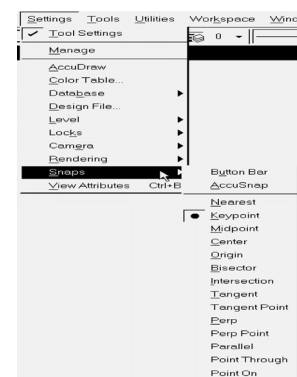 Settings Tools Utilities Workspace Wind
Tool Settings 0
Manage
AccuDraw
Color Table...
Database
Design File...
Level
Locks
Camera
Rendering
Snaps
View Attributes Ctrl+B
Button Bar
AccuSnap
Nearest
Keypoint
Midpoint
Center
Origin
Bisector
Intersection
Tangent
Tangent Point
Perp
Perp Point
Parallel
Point Through
Point On